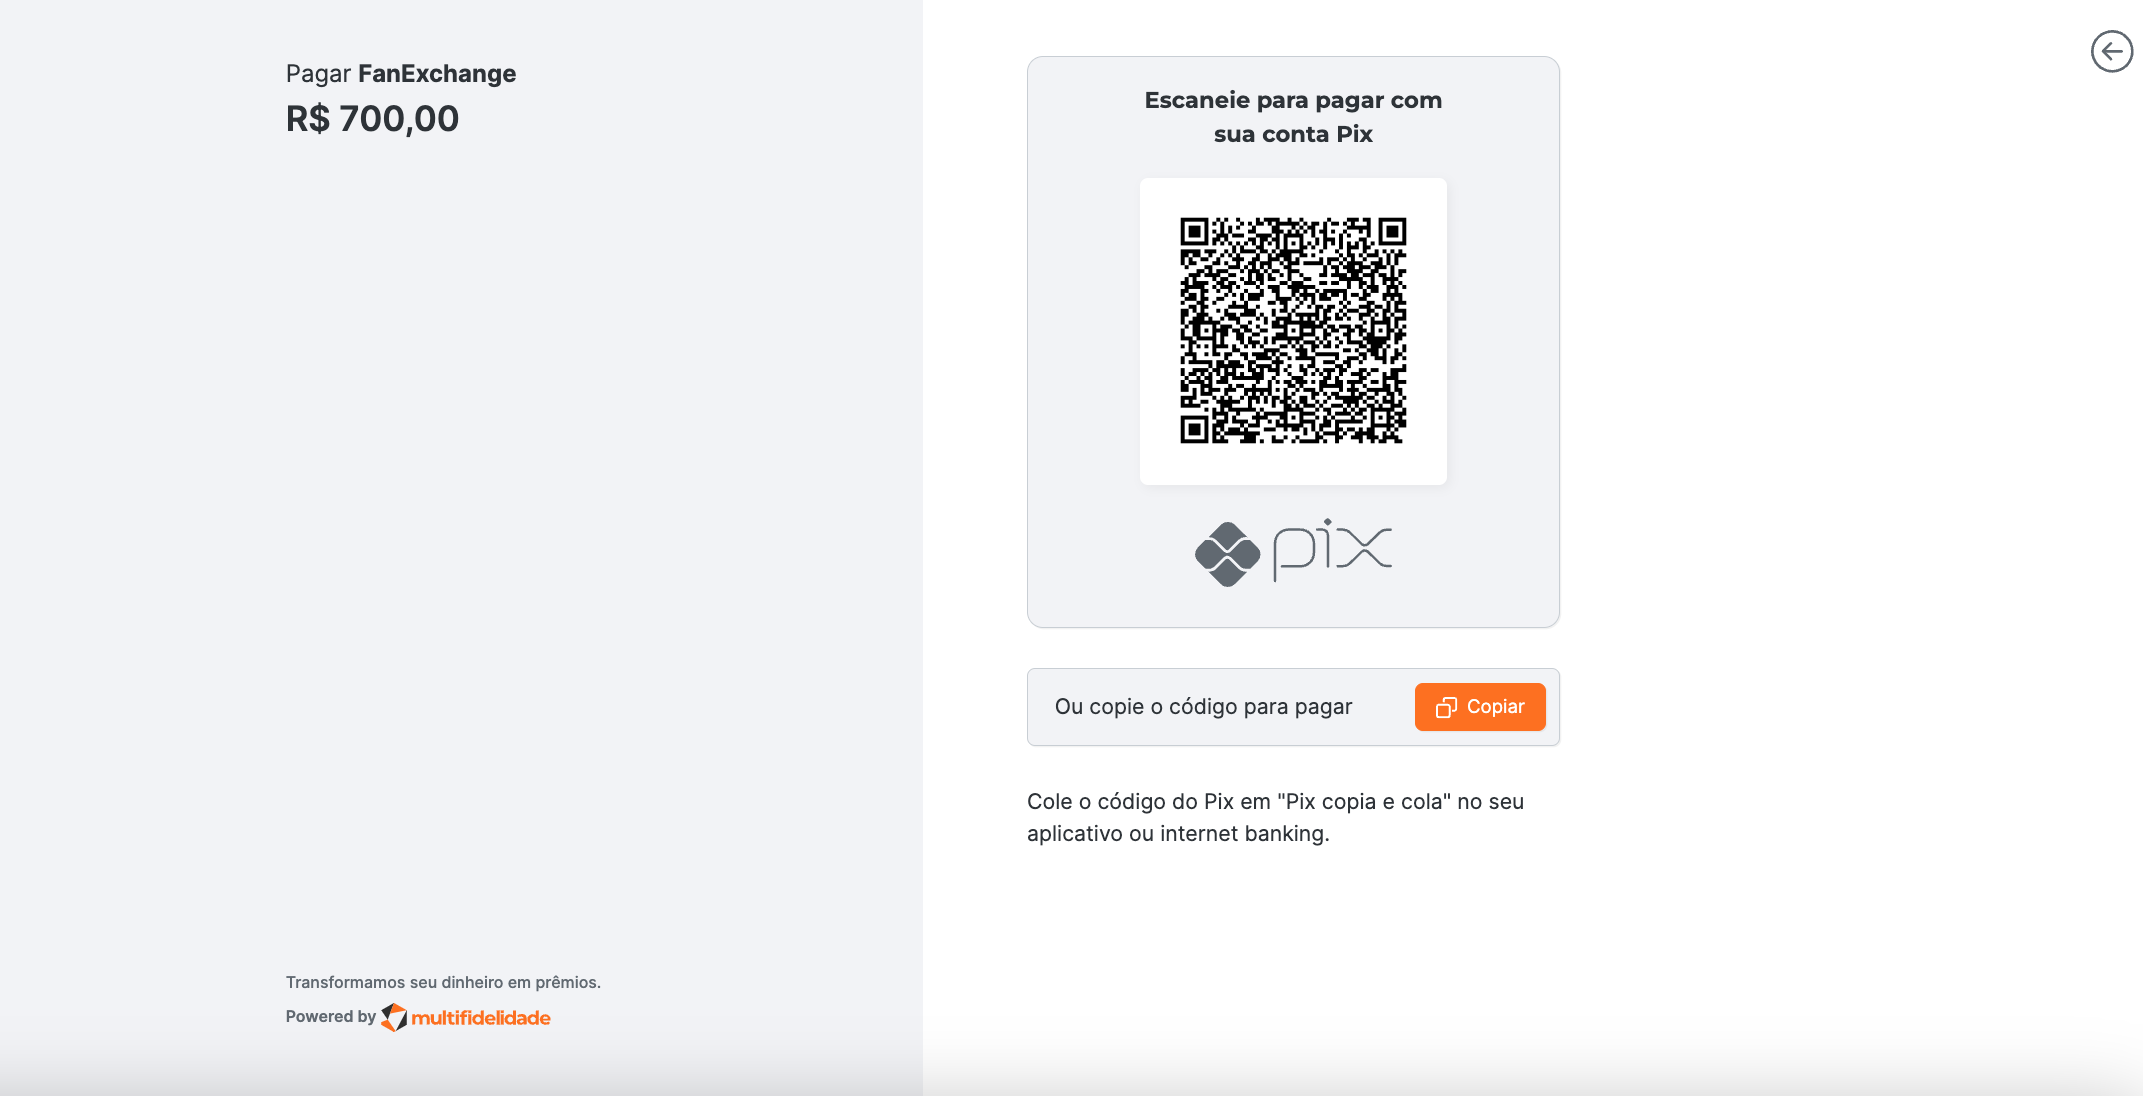 Pagar FanExchange
R$ 700,00
Escaneie para pagar com
sua conta Pix
pix
Ou copie o código para pagar
Copiar
Cole o código do Pix em "Pix copia e cola" no seu
aplicativo ou internet banking.
Transformamos seu dinheiro em prêmios.
Powered by multifidelidade